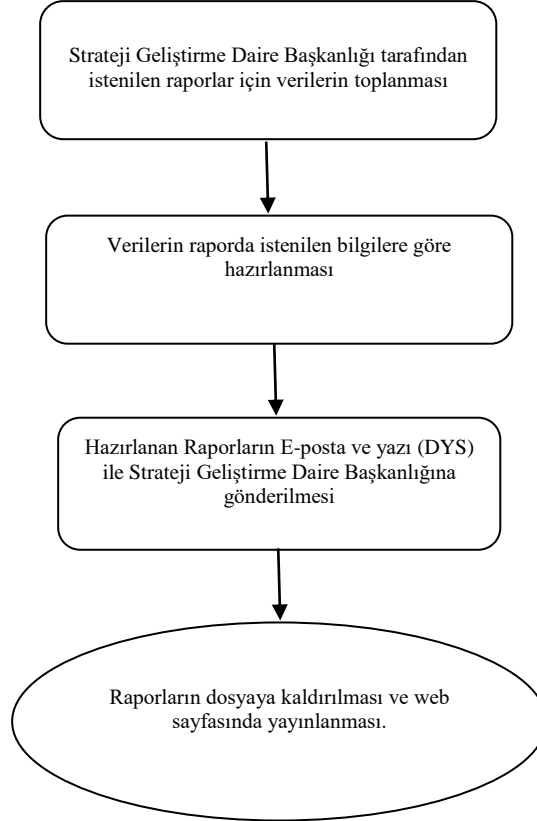 Strateji Geliştirme Daire Başkanlığı tarafından
istenilen raporlar için verilerin toplanması
Verilerin raporda istenilen bilgilere göre
hazırlanması
Hazırlanan Raporların E-posta ve yazı (DYS)
ile Strateji Geliştirme Daire Başkanlığına
gönderilmesi
Raporların dosyaya kaldırılması ve web
sayfasında yayınlanması.